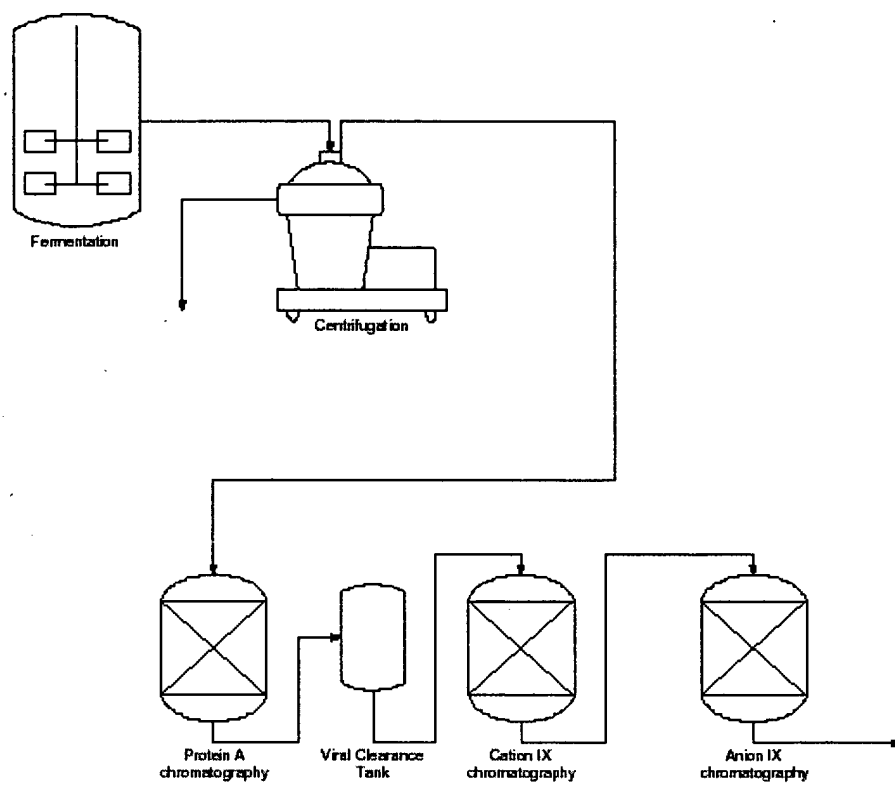 Fermentation
Centrifugation
Protein A
chromatography
Viral Clearance
Tank
Cation IX
chromatography
Anion IX
chromatography